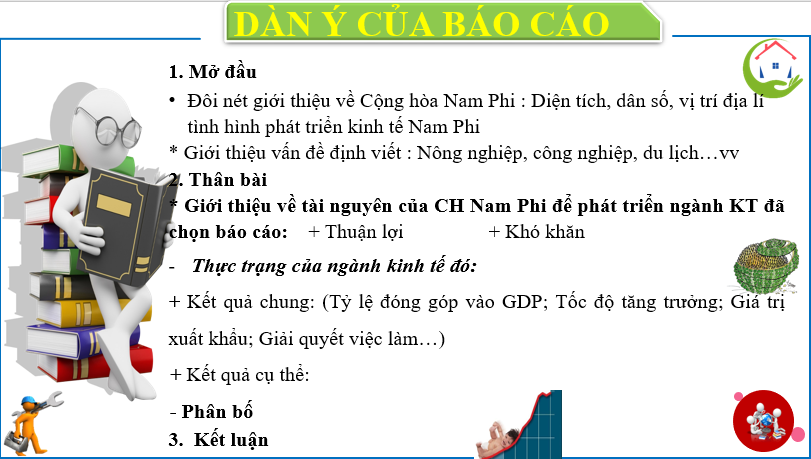 DÀN Ý CỦA BÁO CÁO
1. Mở đầu
• Đôi nét giới thiệu về Cộng hòa Nam Phi : Diện tích, dân số, vị trí địa lí
tình hình phát triển kinh tế Nam Phi
* Giới thiệu vấn đề định viết : Nông nghiệp, công nghiệp, du lịch…vv
2. Thân bài
* Giới thiệu về tài nguyên của CH Nam Phi để phát triển ngành KT đã
chọn báo cáo: + Thuận lợi + Khó khăn
- Thực trạng của ngành kinh tế đó:
+ Kết quả chung: (Tỷ lệ đóng góp vào GDP; Tốc độ tăng trưởng; Giá trị
xuất khẩu; Giải quyết việc làm…)
+ Kết quả cụ thể:
- Phân bố
3. Kết luận